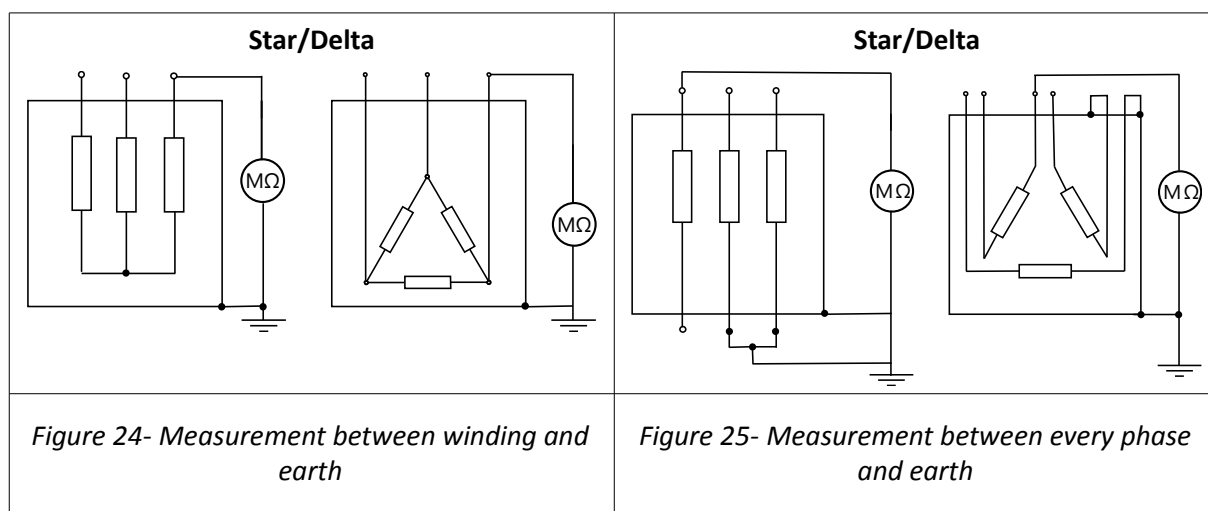 Star/Delta
MΩ
MΩ
Figure 24- Measurement between winding and
earth
Star/Delta
MΩ
MΩ
Figure 25- Measurement between every phase
and earth